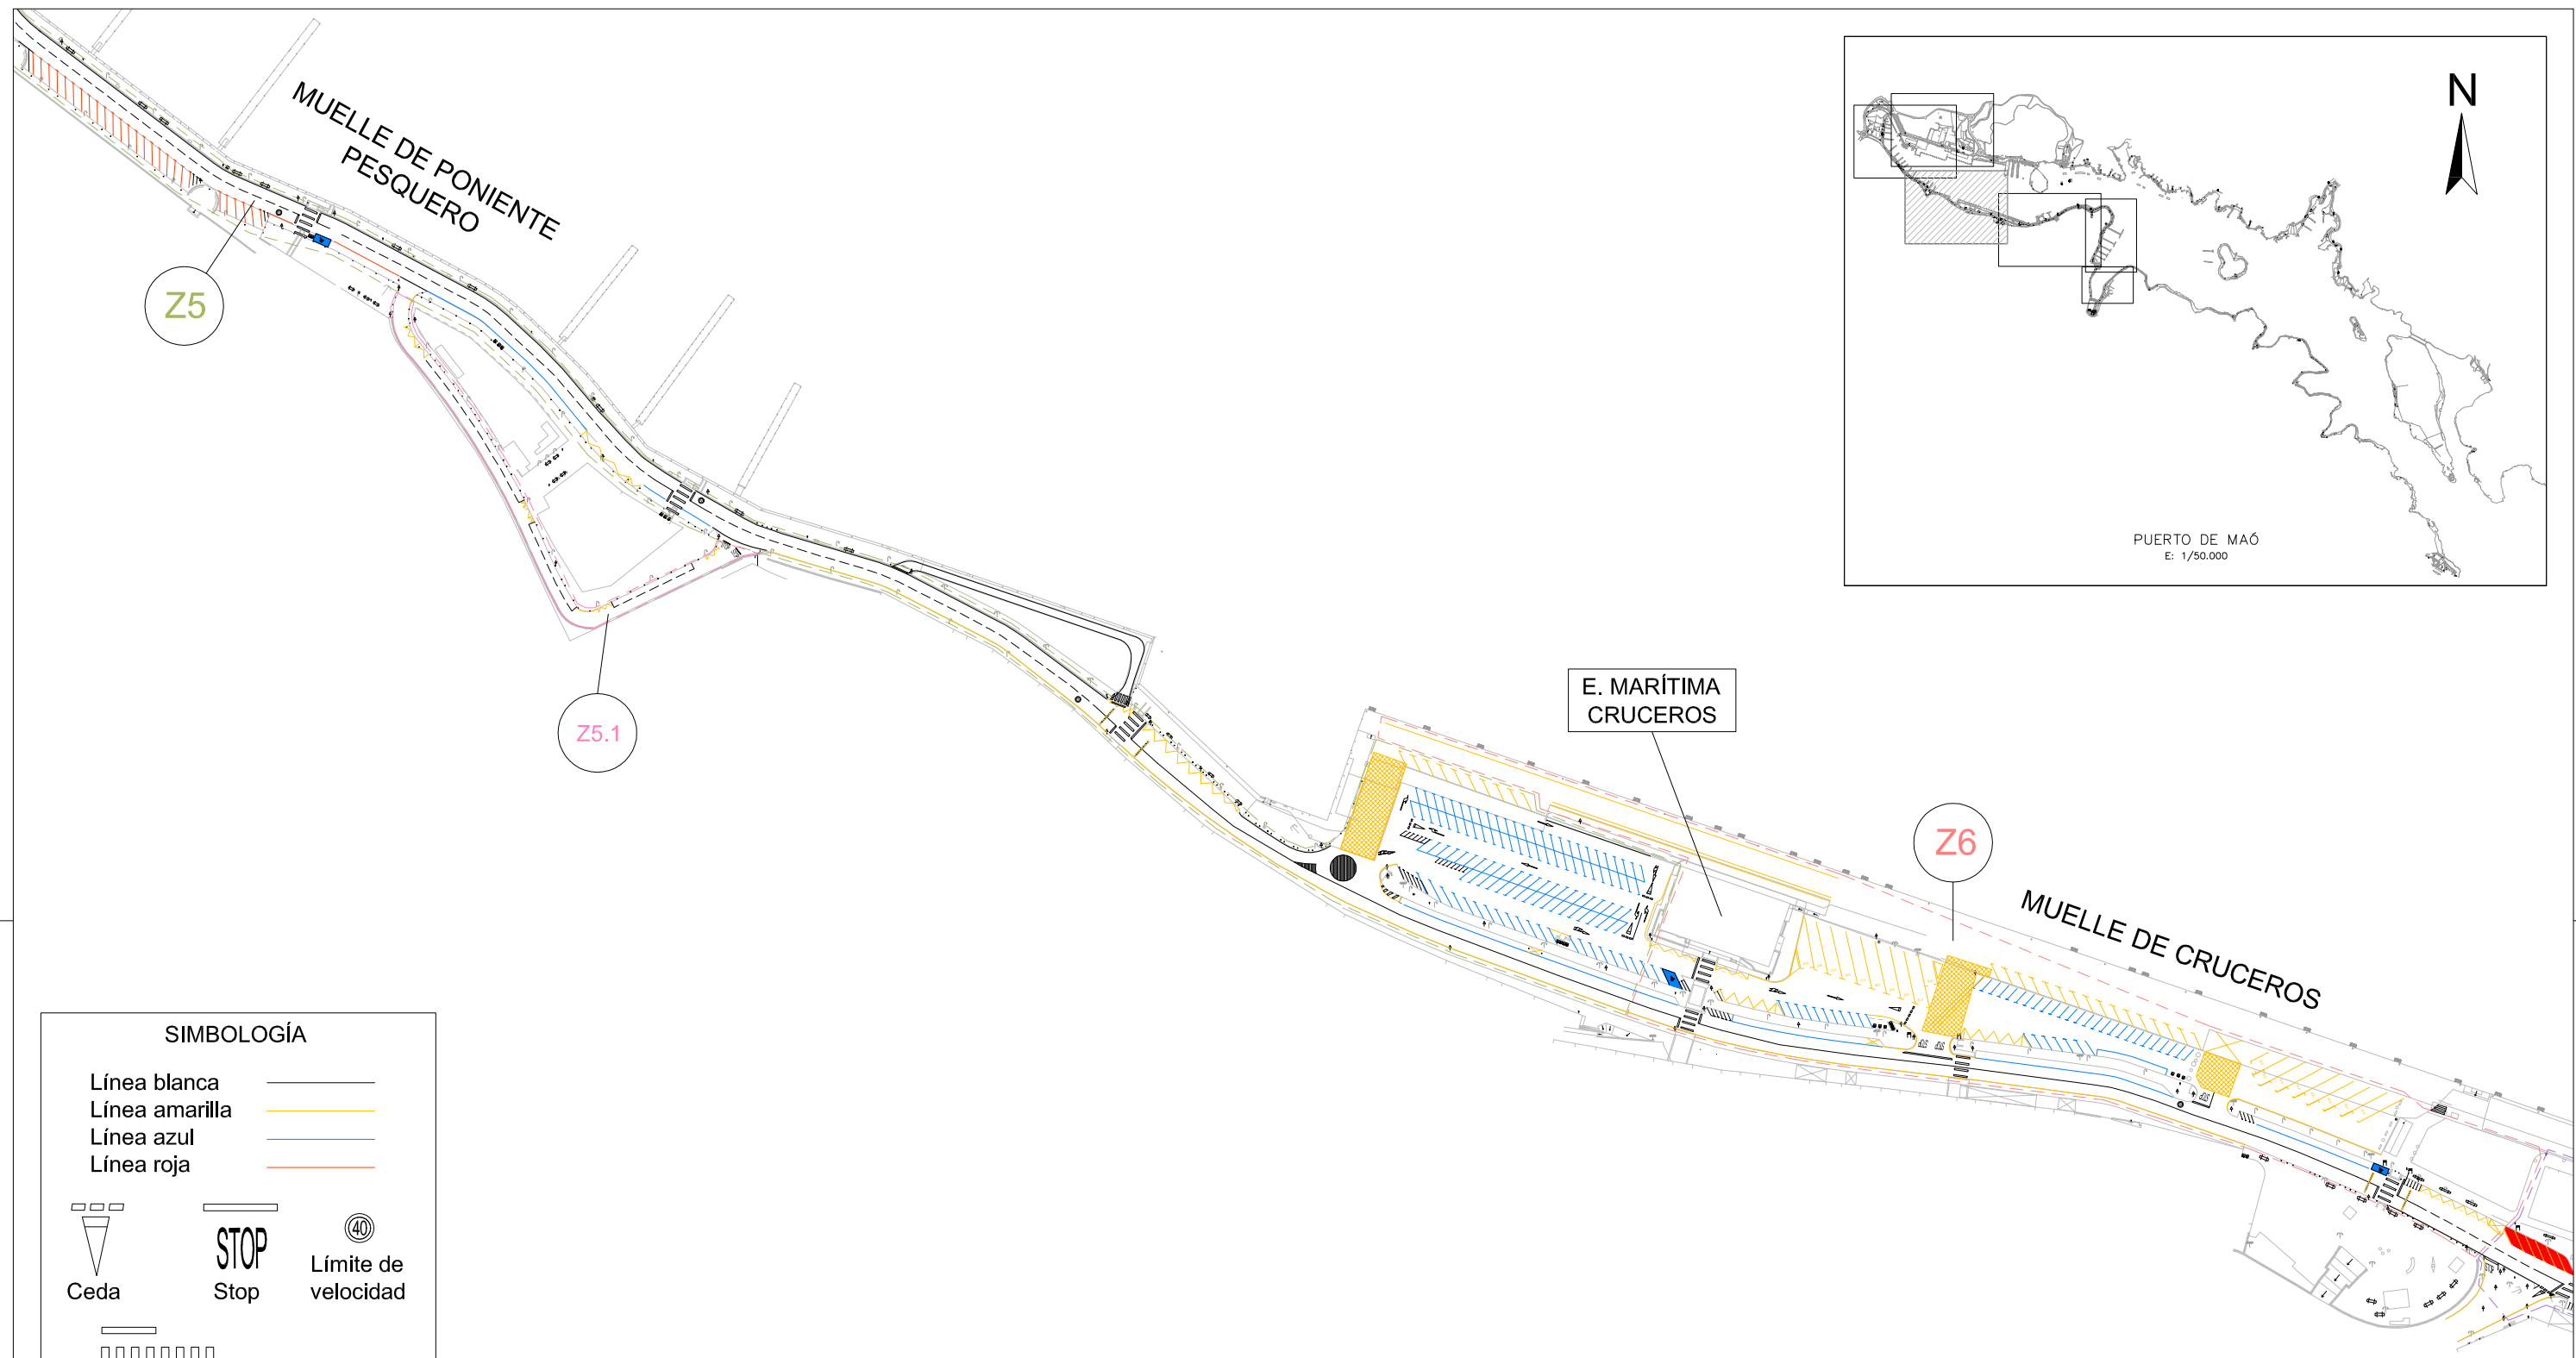 MUELLE DE PONIENTE
PESQUERO
N
Z5
PUERTO DE MAÓ
E: 1/50.000
Z5.1
E. MARÍTIMA
CRUCEROS
Z6
MUELLE DE CRUCEROS
SIMBOLOGÍA
Línea blanca
Línea amarilla
Línea azul
Línea roja
STOP
40
Ceda
Stop
Límite de
velocidad